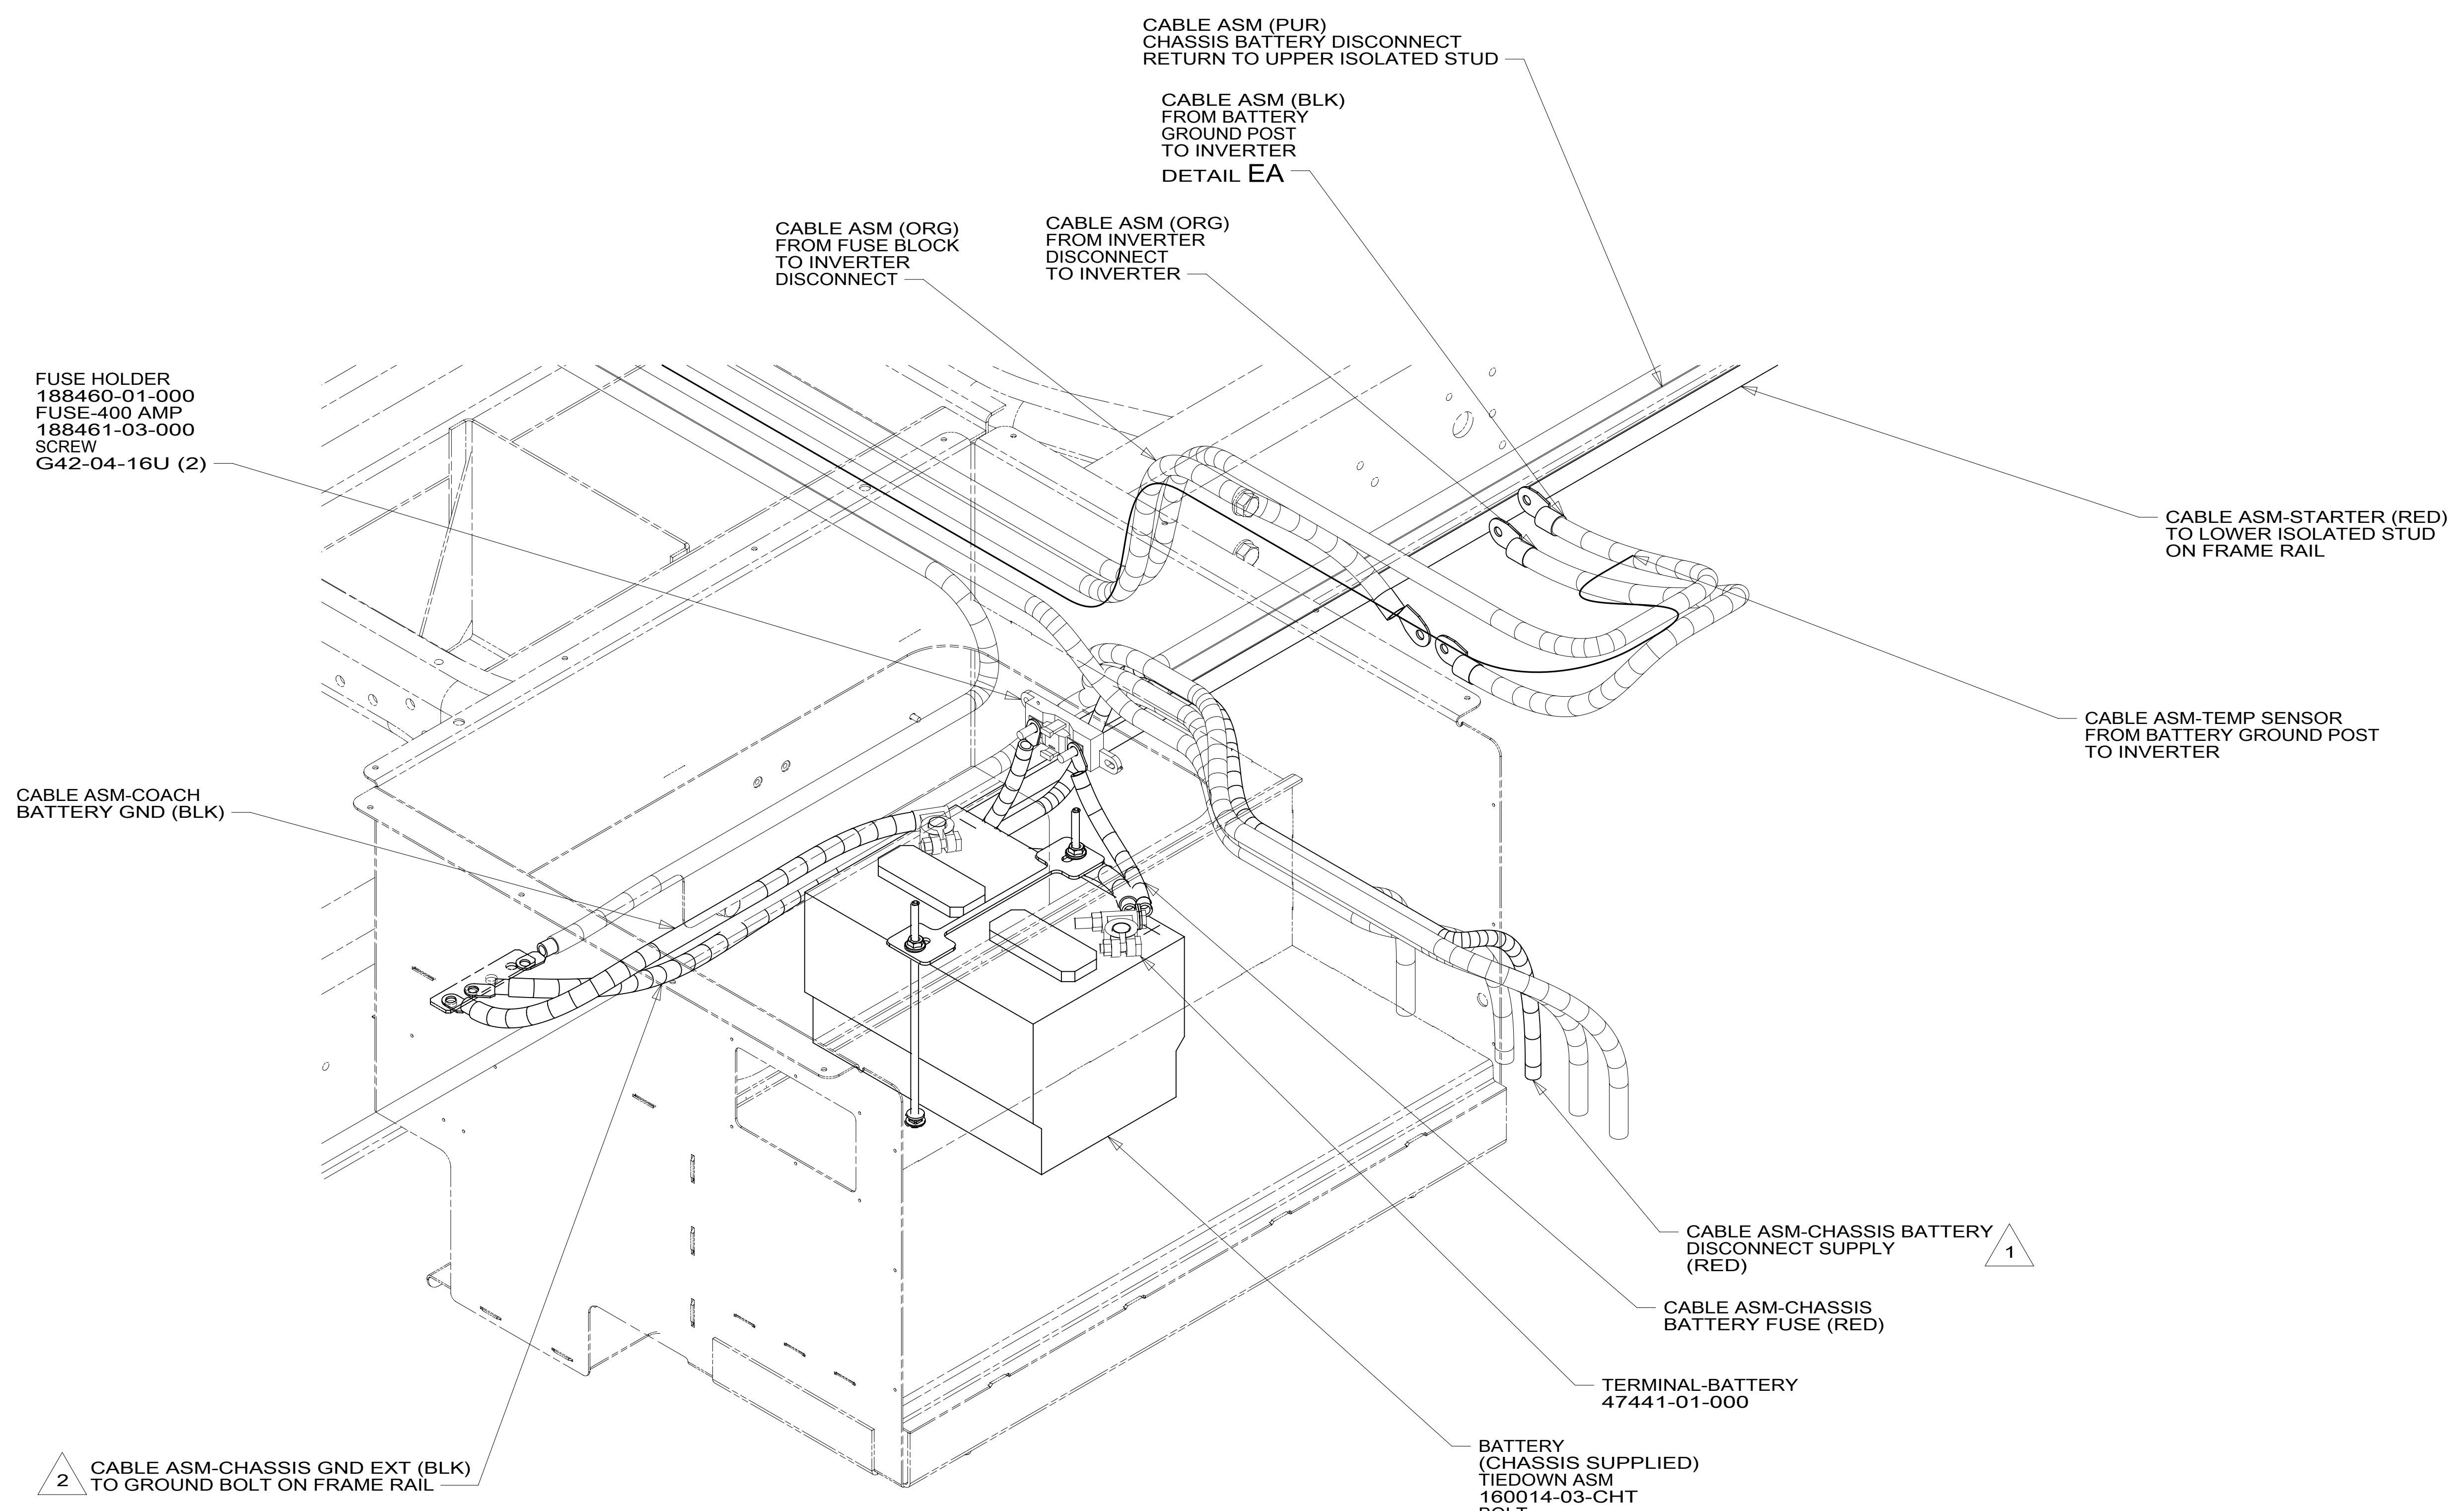 CABLE ASM (PUR)
CHASSIS BATTERY DISCONNECT
RETURN TO UPPER ISOLATED STUD
CABLE ASM (BLK)
FROM BATTERY
GROUND POST
TO INVERTER
DETAIL EA
CABLE ASM (ORG)
FROM FUSE BLOCK
TO INVERTER
DISCONNECT
CABLE ASM (ORG)
FROM INVERTER
DISCONNECT
TO INVERTER
FUSE HOLDER
188460-01-000
FUSE-400 AMP
188461-03-000
SCREW
G42-04-16U (2)
CABLE ASM-STARTER (RED)
TO LOWER ISOLATED STUD
ON FRAME RAIL
CABLE ASM-TEMP SENSOR
FROM BATTERY GROUND POST
TO INVERTER
CABLE ASM-COACH
BATTERY GND (BLK)
CABLE ASM-CHASSIS BATTERY
DISCONNECT SUPPLY
(RED)
1
CABLE ASM-CHASSIS
BATTERY FUSE (RED)
TERMINAL-BATTERY
47441-01-000
BATTERY
(CHASSIS SUPPLIED)
TIEDOWN ASM
160014-03-CHT
BOLT
2
CABLE ASM-CHASSIS GND EXT (BLK)
TO GROUND BOLT ON FRAME RAIL